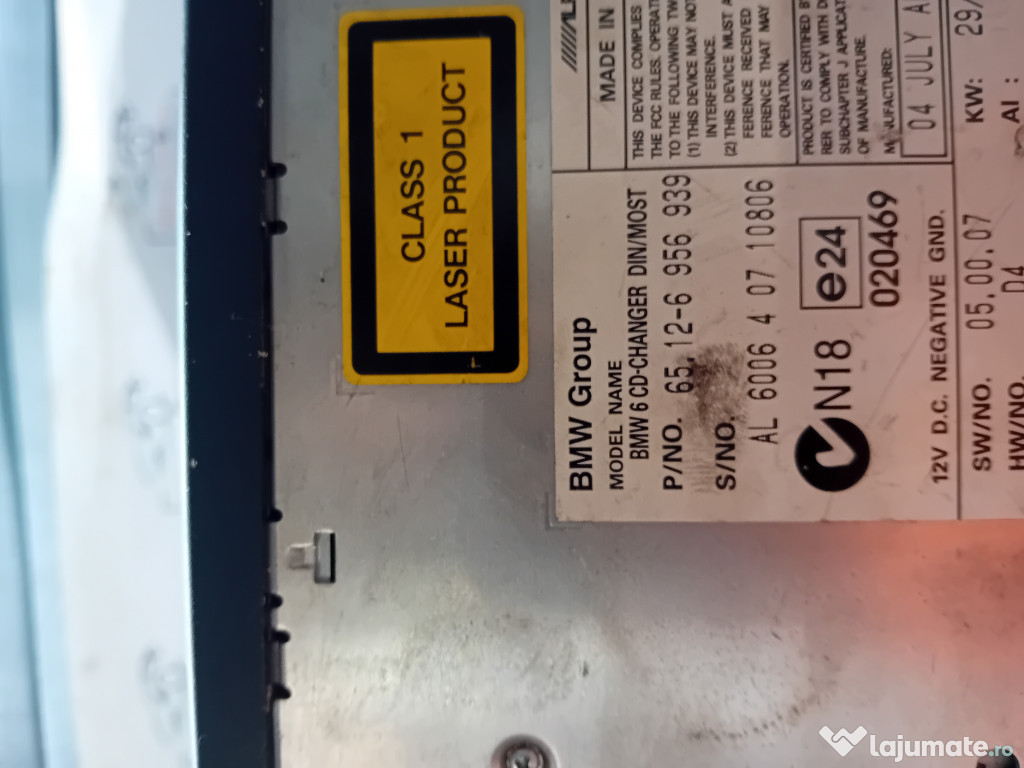 CLASS 1
LASER PRODUCT
MADE IN
THIS DEVICE COMPLIES
THE FCC RULES. OPERATI
TO THE FOLLOWING TW
(1) THIS DEVICE MAY NOT
INTERFERENCE.
(2) THIS DEVICE MUST A
FERENCE RECEIVED
FERENCE THAT MAY
OPERATION.
PRODUCT IS CERTIFIED BY
RER TO COMPLY WITH D
SUBCHAPTER J APPLICAT
OF MANUFACTURE.
MANUFACTURED:
04 JULY A
BMW Group
MODEL NAME
BMW 6 CD-CHANGER DIN/MOST
P/NO. 65.12-6 956 939
S/NO.
AL 6006 4 07 10806
N18 e24
020469
12V D.C. NEGATIVE GND.
SW/NO. 05.00.07 KW: 29/
HW/NO. 04 AI :
lajumate.ro